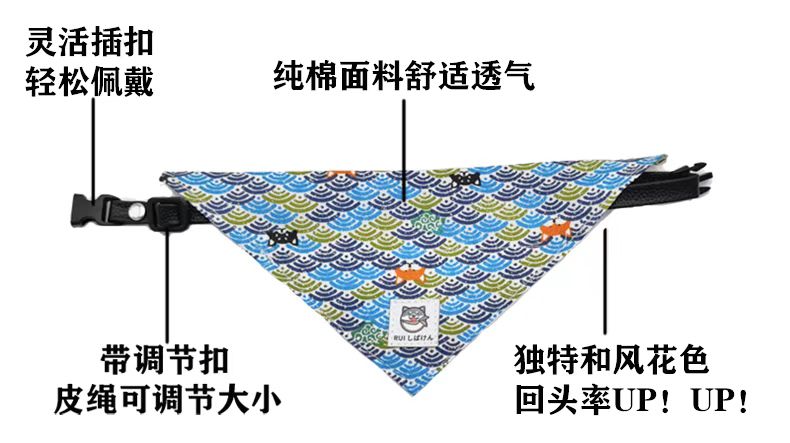 灵活插扣
轻松佩戴
纯棉面料舒适透气
RUI しばけん
带调节扣
皮绳可调节大小
独特和风花色
回头率UP！UP！